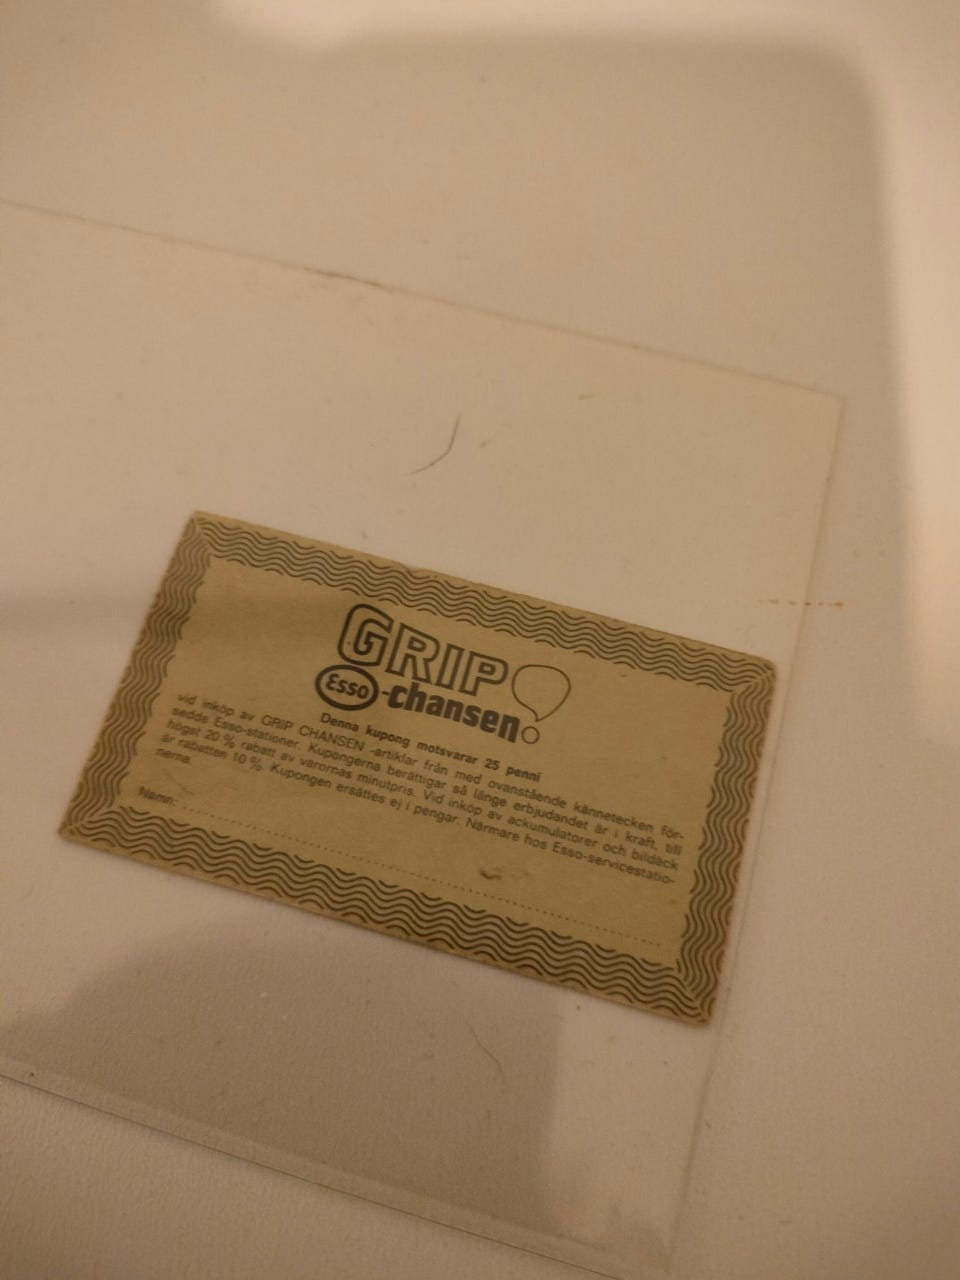 GRIP!
Esso -chansen!
Denna kupong motsvarar 25 penni
vid inköp av GRIP CHANSEN -artiklar från med ovanstående kännetecken för-
sedda Esso-stationer. Kupongerna berättigar så länge erbjudandet är i kraft, till
högst 20 % rabatt av varornas minutpris. Vid inköp av ackumulatorer och bildäck
är rabatten 10 %. Kupongen ersättes ej i pengar. Närmare hos Esso-servicestatio-
nerna.
Namn: